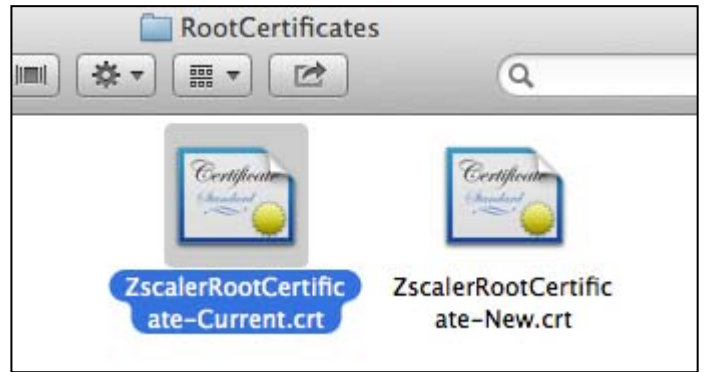 RootCertificates
Certificate
Standard
Certificate
Standard
ZscalerRootCertific
ate-Current.crt
ZscalerRootCertific
ate-New.crt